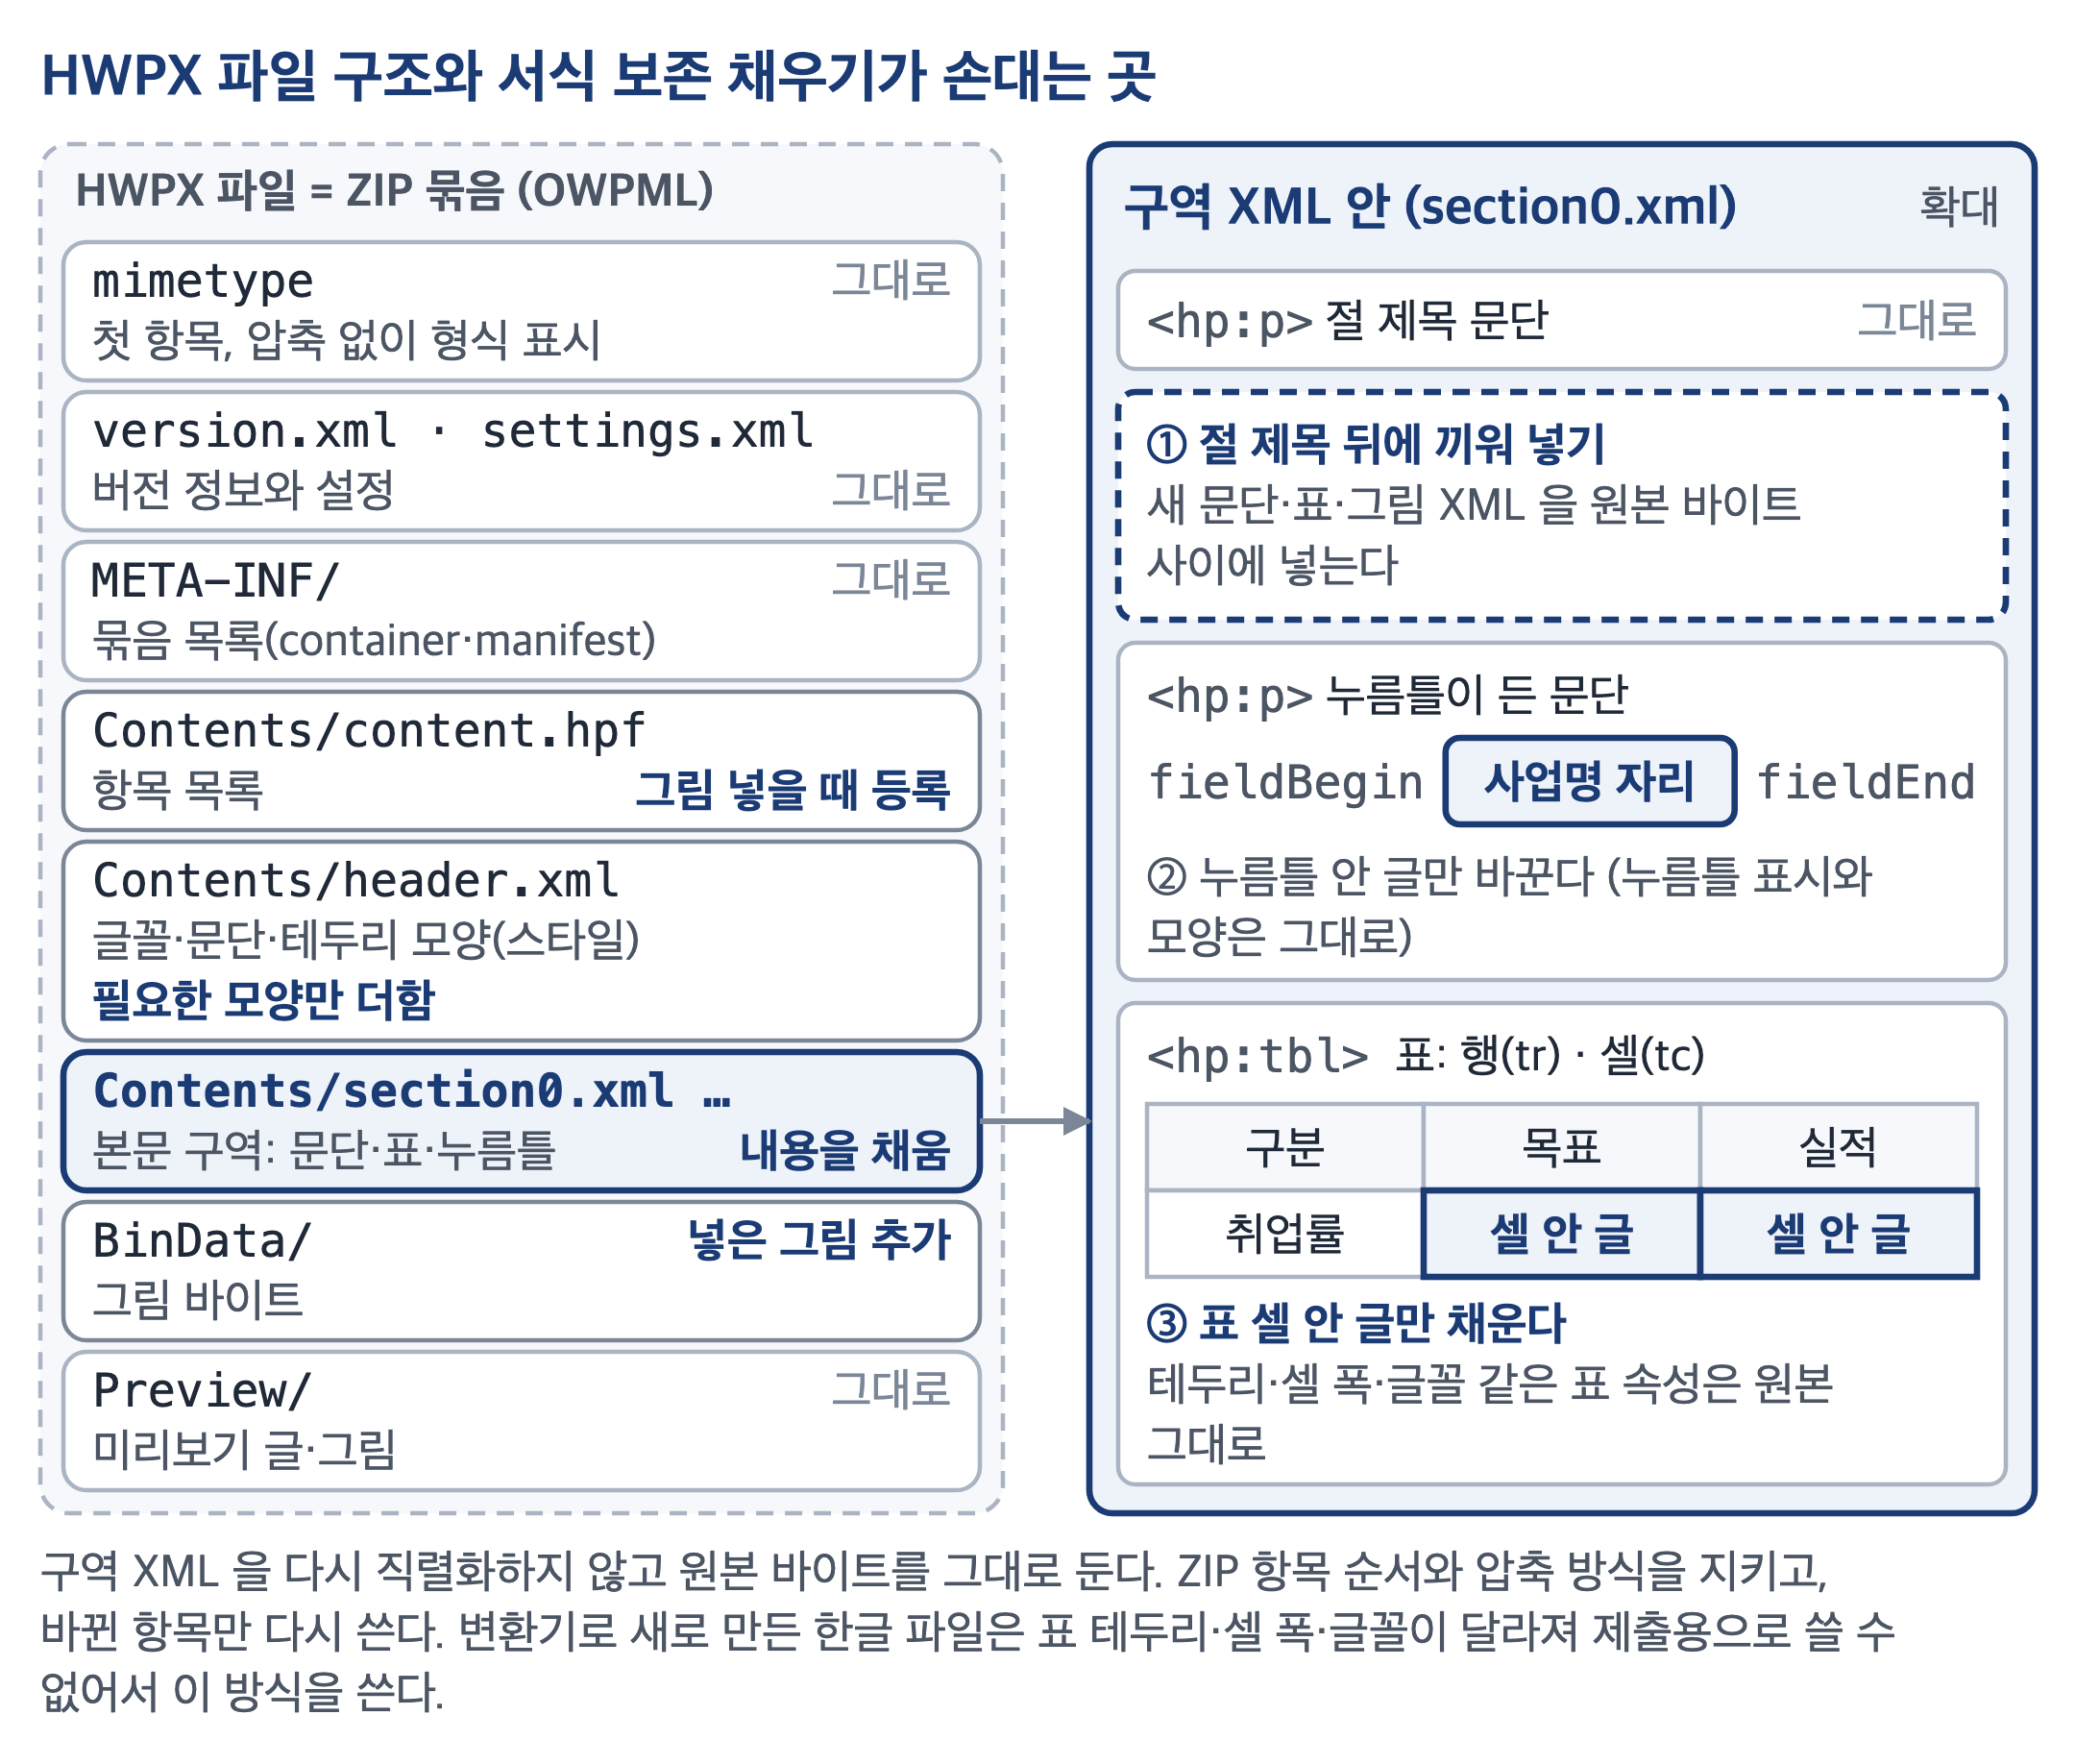 HWPX 파일 구조와 서식 보존 채우기가 손대는 곳
HWPX 파일 = ZIP 묶음 (OWPML)
mimetype 그대로
첫 항목, 압축 없이 형식 표시
version.xml · settings.xml
버전 정보와 설정 그대로
META-INF/ 그대로
묶음 목록(container·manifest)
Contents/content.hpf
항목 목록 그림 넣을 때 등록
Contents/header.xml
글꼴·문단·테두리 모양(스타일)
필요한 모양만 더함
Contents/section0.xml …
본문 구역: 문단·표·누름틀 내용을 채움
BinData/ 넣은 그림 추가
그림 바이트
Preview/ 그대로
미리보기 글·그림
구역 XML 안 (section0.xml) 확대
<hp:p> 절 제목 문단 그대로
① 절 제목 뒤에 끼워 넣기
새 문단·표·그림 XML 을 원본 바이트
사이에 넣는다
<hp:p> 누름틀이 든 문단
fieldBegin 사업명 자리 fieldEnd
② 누름틀 안 글만 바꾼다 (누름틀 표시와
모양은 그대로)
<hp:tbl> 표: 행(tr) · 셀(tc)
구분 목표 실적
취업률 셀 안 글 셀 안 글
③ 표 셀 안 글만 채운다
테두리·셀 폭·글꼴 같은 표 속성은 원본
그대로
구역 XML 을 다시 직렬화하지 않고 원본 바이트를 그대로 둔다. ZIP 항목 순서와 압축 방식을 지키고,
바뀐 항목만 다시 쓴다. 변환기로 새로 만든 한글 파일은 표 테두리·셀 폭·글꼴이 달라져 제출용으로 쓸 수
없어서 이 방식을 쓴다.